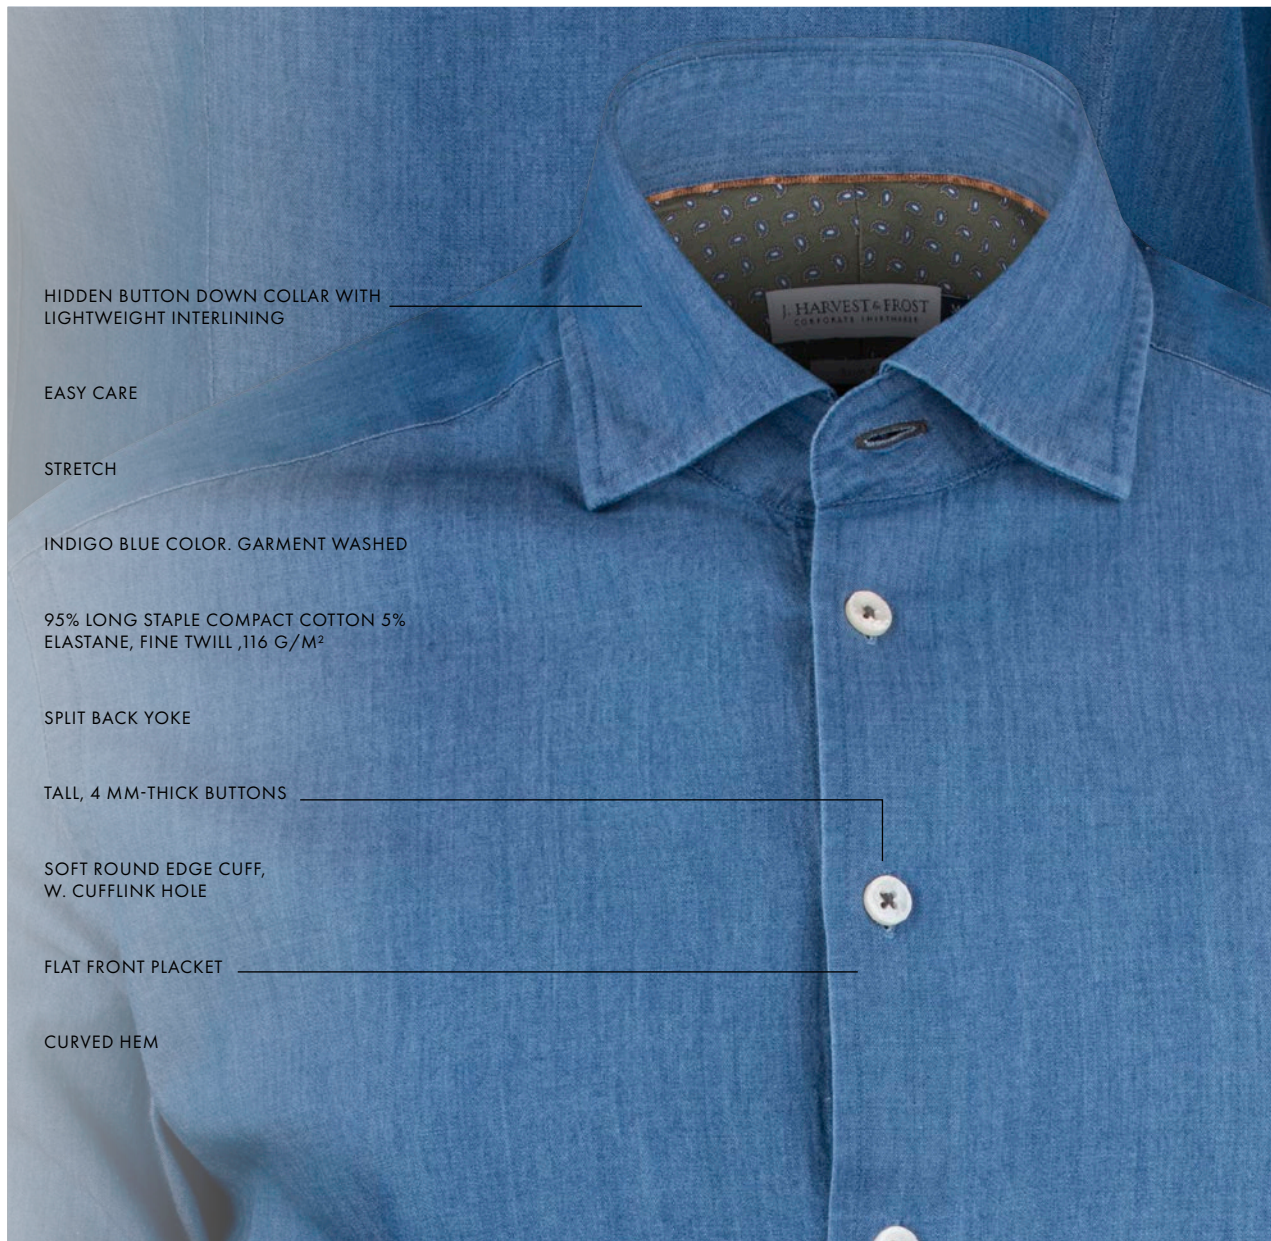 HIDDEN BUTTON DOWN COLLAR WITH
LIGHTWEIGHT INTERLINING
J. HARVEST & FROST
CORPORATE SHIRTMAKER
EASY CARE
STRETCH
INDIGO BLUE COLOR. GARMENT WASHED
95% LONG STAPLE COMPACT COTTON 5%
ELASTANE, FINE TWILL ,116 G/M²
SPLIT BACK YOKE
TALL, 4 MM-THICK BUTTONS
SOFT ROUND EDGE CUFF,
W. CUFFLINK HOLE
FLAT FRONT PLACKET
CURVED HEM